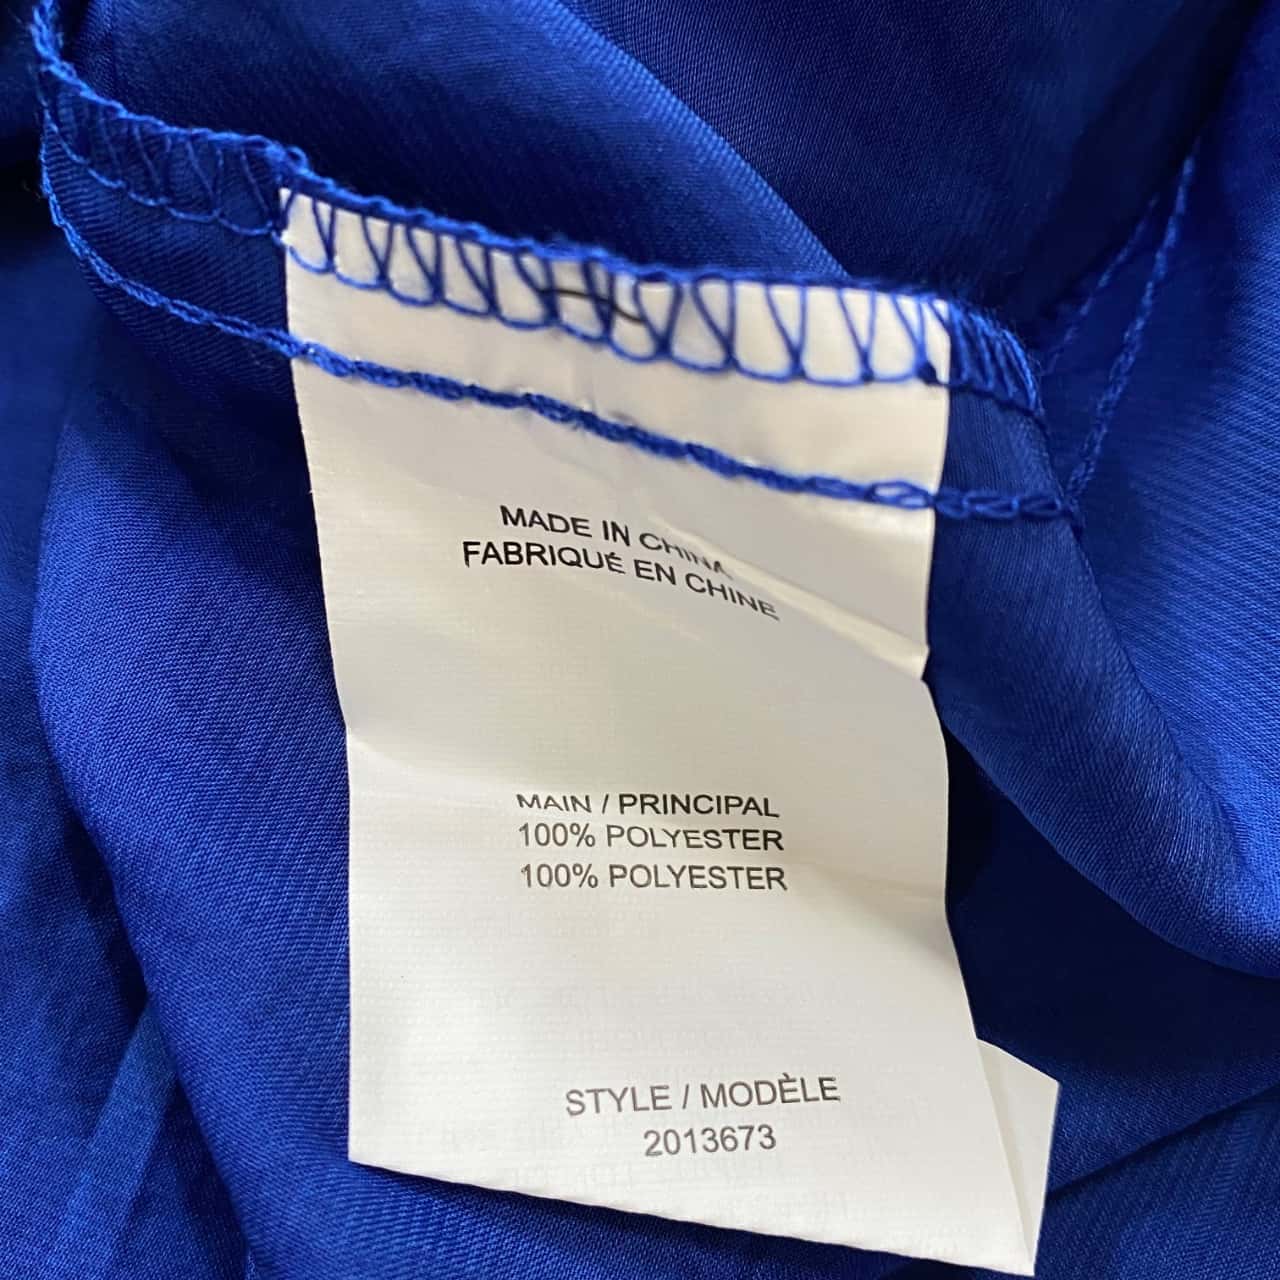 MADE IN CHINA
FABRIQUÉ EN CHINE
MAIN / PRINCIPAL
100% POLYESTER
100% POLYESTER
STYLE / MODÈLE
2013673